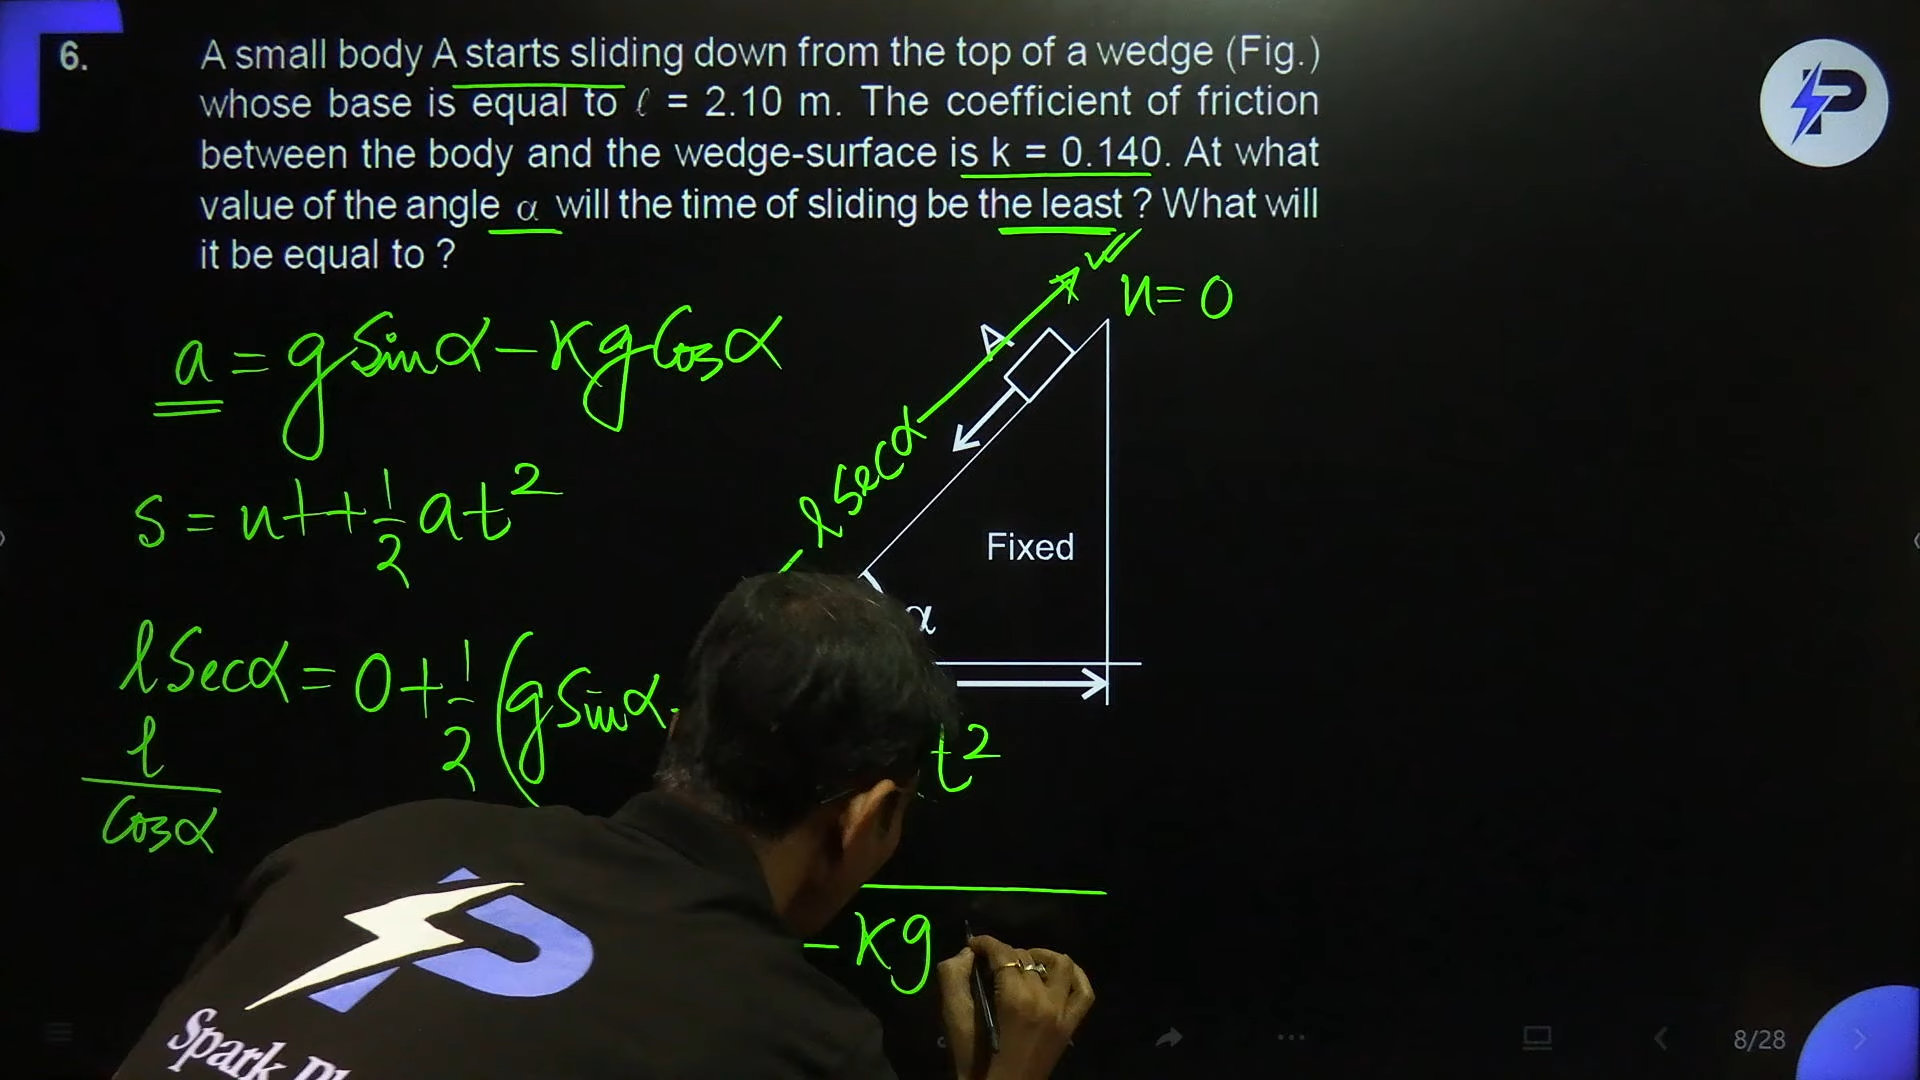 6. A small body A starts sliding down from the top of a wedge (Fig.)
whose base is equal to ℓ = 2.10 m. The coefficient of friction
between the body and the wedge-surface is k = 0.140. At what
value of the angle α will the time of sliding be the least ? What will
it be equal to ?
u = 0
a = g Sinα - Kg Cosα
A
l Secα
s = ut + 1/2 at²
Fixed
α
l Secα = 0 + 1/2 (g Sinα
t²
l
Cosα
- Kg
Spark
8/28